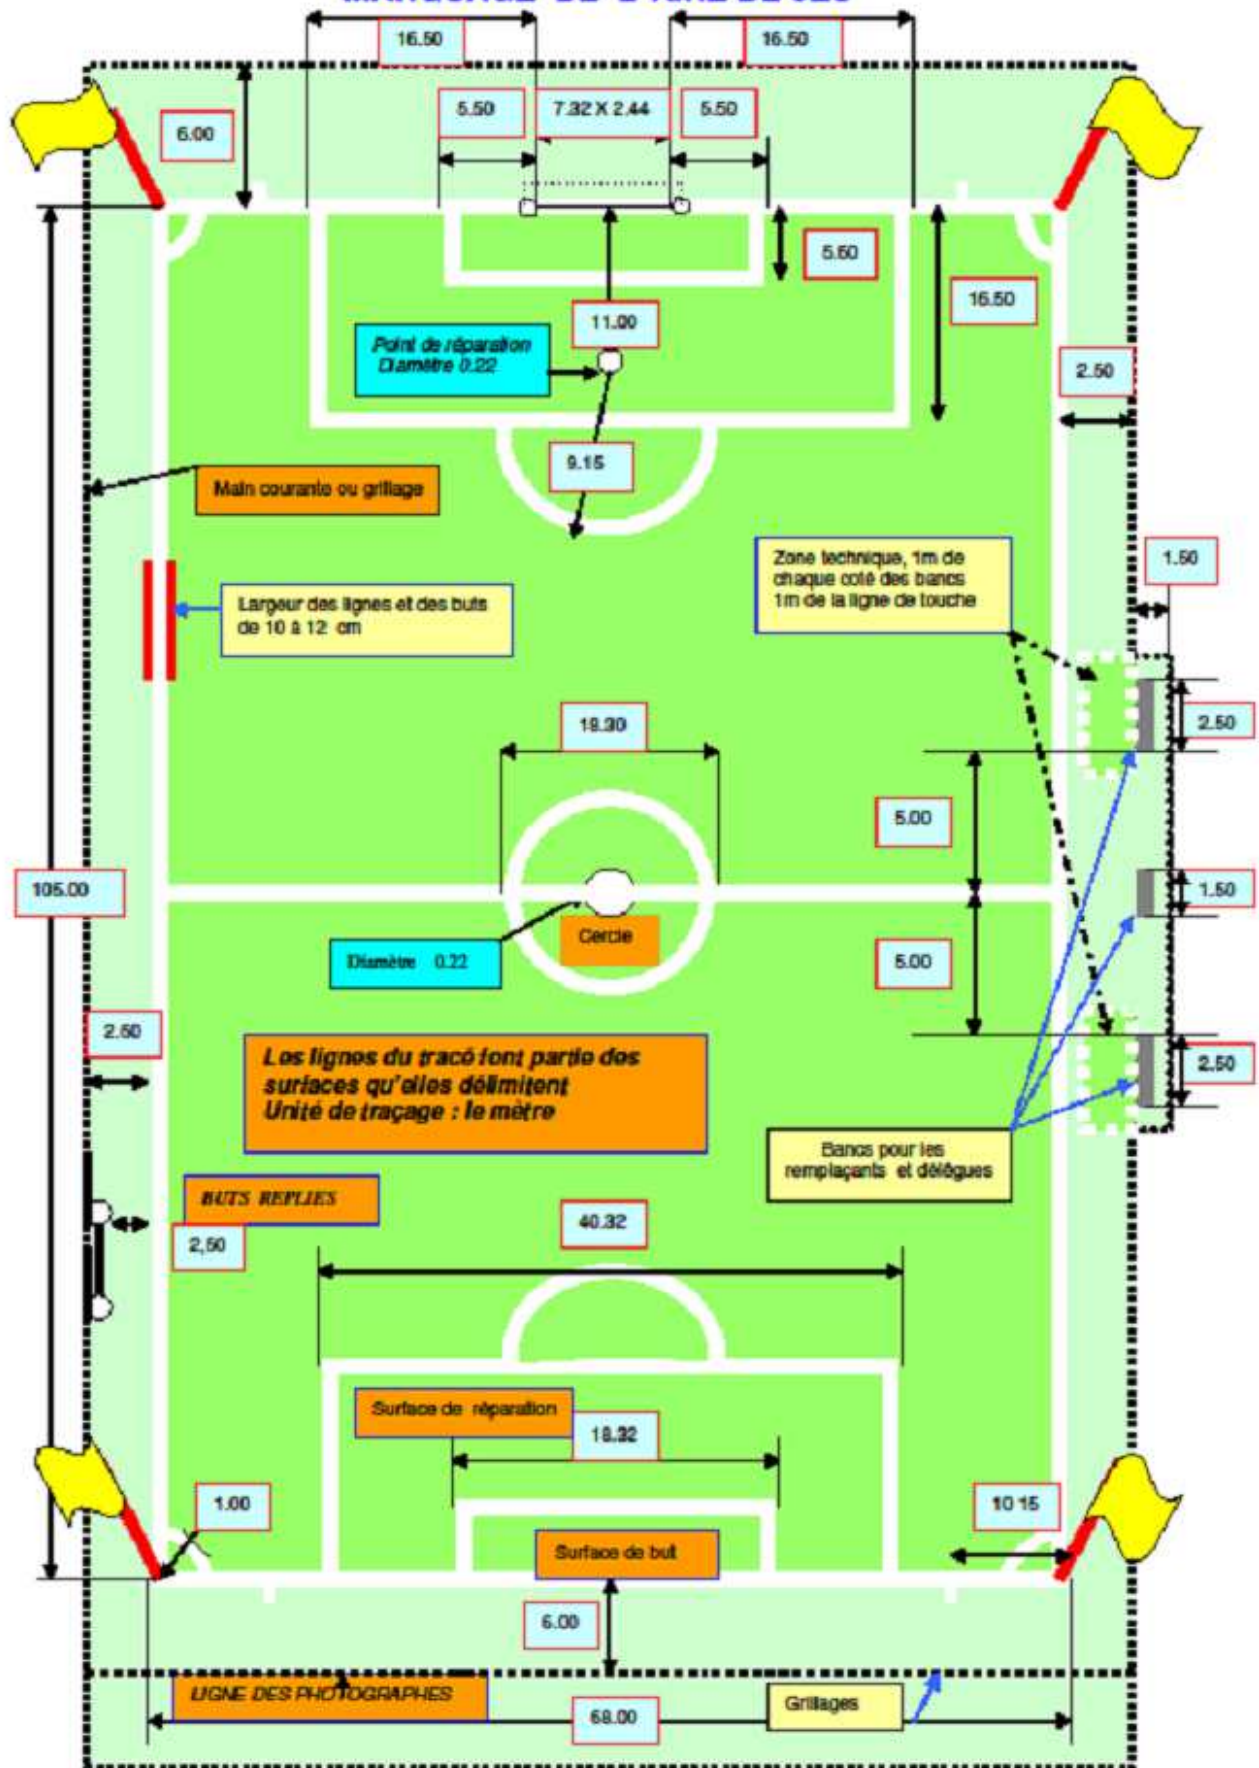 16.50
16.50
5.50
7.32 X 2.44
5.50
6.00
5.50
16.50
11.00
Point de réparation
Diamètre 0.22
2.50
9.15
Main courante ou grillage
Zone technique, 1m de
chaque coté des bancs
1m de la ligne de touche
1.50
Largeur des lignes et des buts
de 10 à 12 cm
2.50
18.30
5.00
105.00
1.50
Cercle
Diamètre 0.22
5.00
2.50
Les lignes du tracé font partie des
surfaces qu'elles délimitent
Unité de traçage : le mètre
2.50
Bancs pour les
remplaçants et délégues
BUTS REPLIES
2,50
40.32
Surface de réparation
18.32
1.00
10 15
Surface de but
6.00
LIGNE DES PHOTOGRAPHES
68.00
Grillages